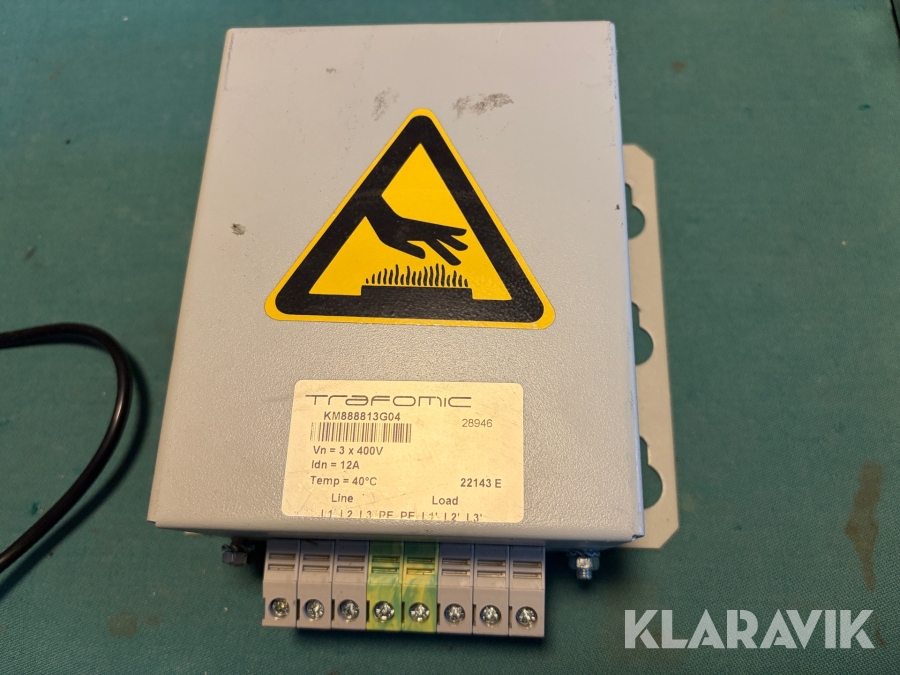 TRAFOMIC
KM888813G04
28946
Vn = 3 x 400V
Idn = 12A
Temp = 40°C 22143 E
Line Load
L1 L2 L3 PE PE L1' L2' L3'
KLARAVIK